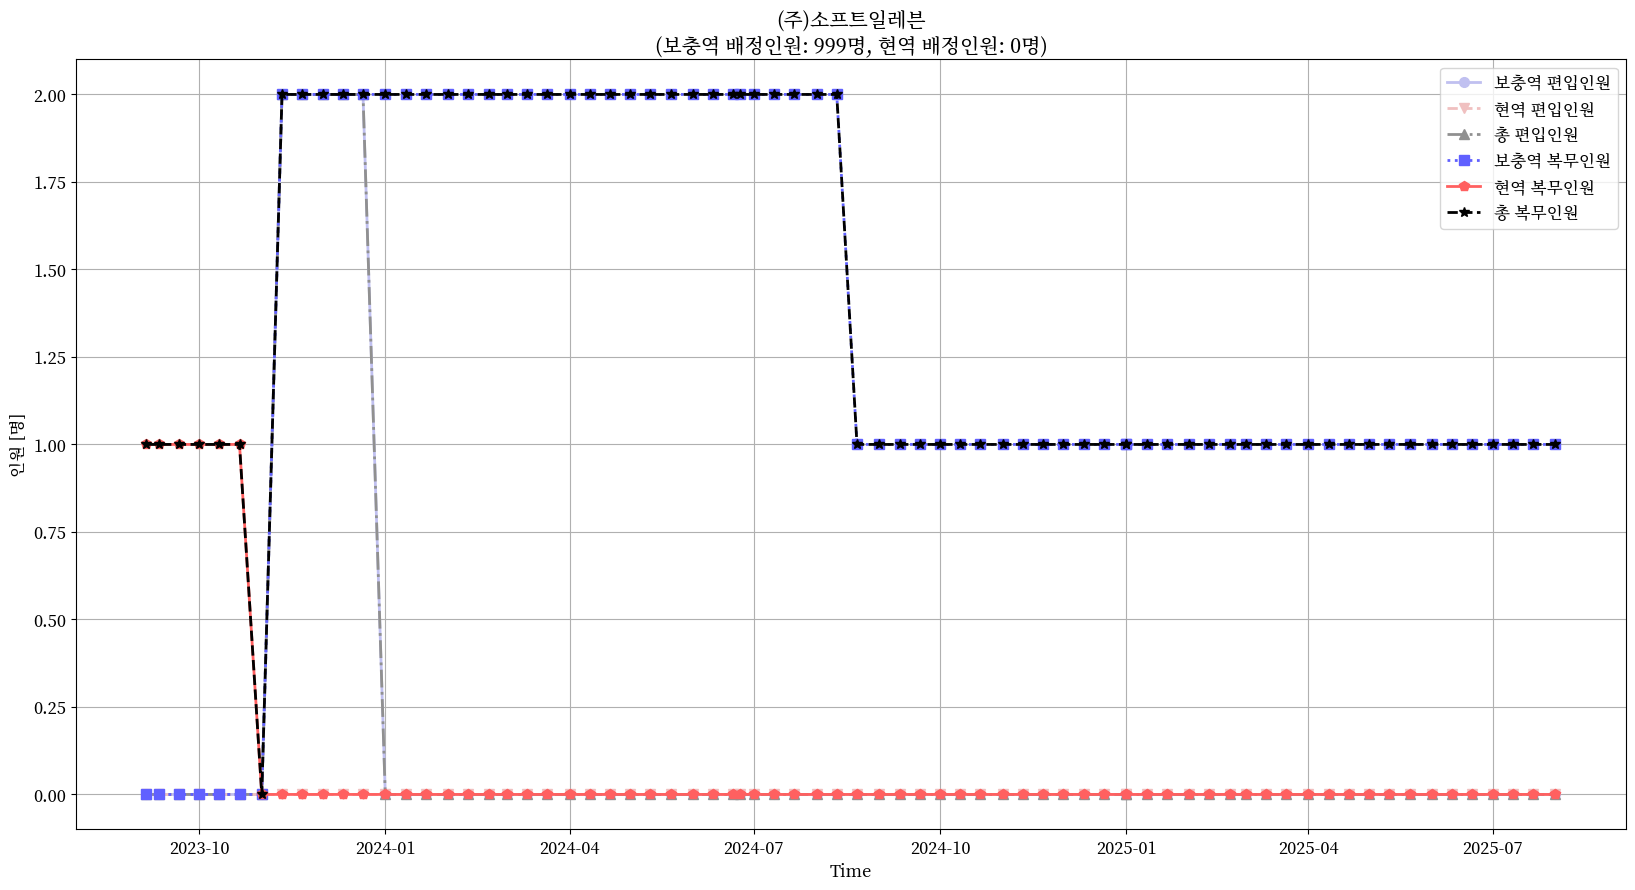 (주)소프트일레븐
(보충역 배정인원: 999명, 현역 배정인원: 0명)
보충역 편입인원
현역 편입인원
총 편입인원
보충역 복무인원
현역 복무인원
총 복무인원
인원 [명]
2.00
1.75
1.50
1.25
1.00
0.75
0.50
0.25
0.00
2023-10
2024-01
2024-04
2024-07
2024-10
2025-01
2025-04
2025-07
Time